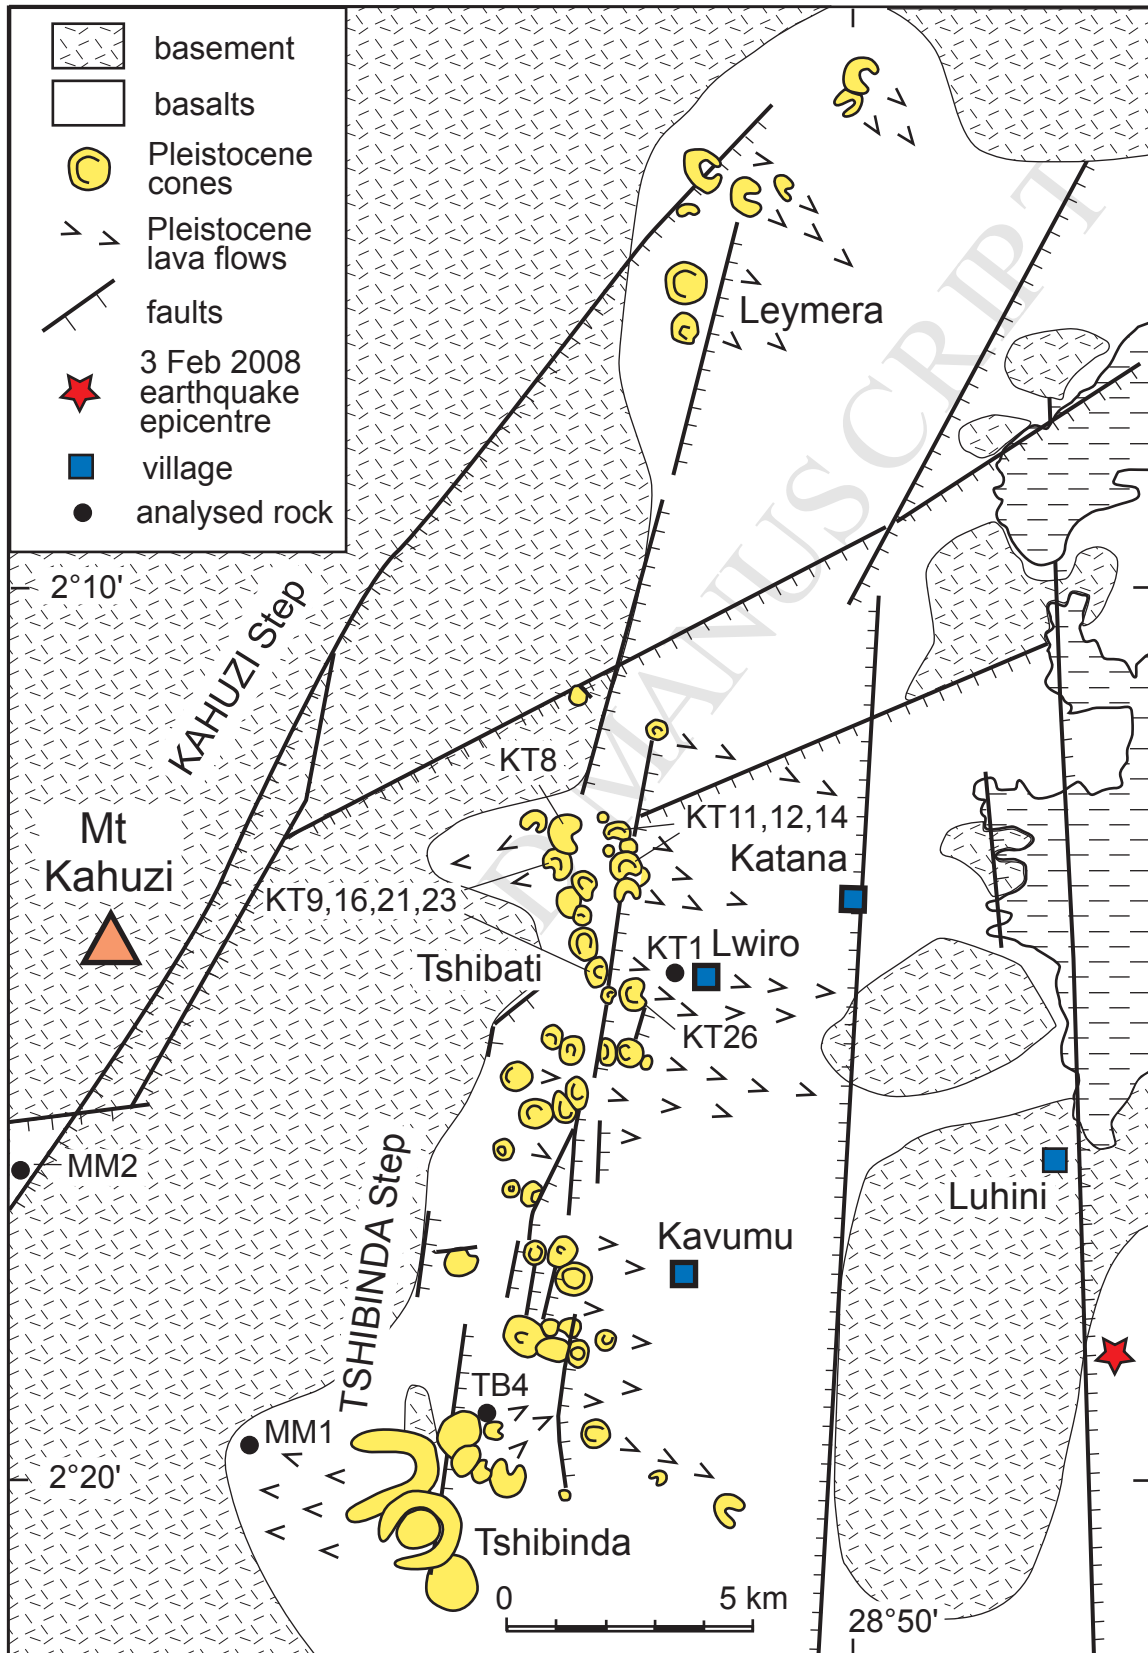 basement
basalts
Pleistocene
cones
Pleistocene
lava flows
faults
3 Feb 2008
earthquake
epicentre
village
analysed rock
Leymera
2°10'
KAHUZI Step
KT8
KT11,12,14
Mt
Kahuzi
Katana
KT9,16,21,23
KT1 Lwiro
Tshibati
KT26
MM2
TSHIBINDA Step
Luhini
Kavumu
TB4
MM1
2°20'
Tshibinda
0 5 km
28°50'
D MANUSCRIPT